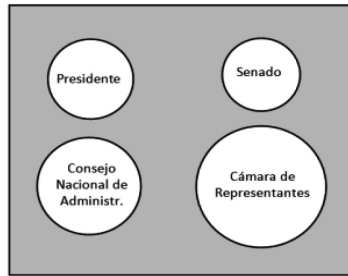 Presidente
Senado
Consejo
Nacional de
Administr.
Cámara de
Representantes